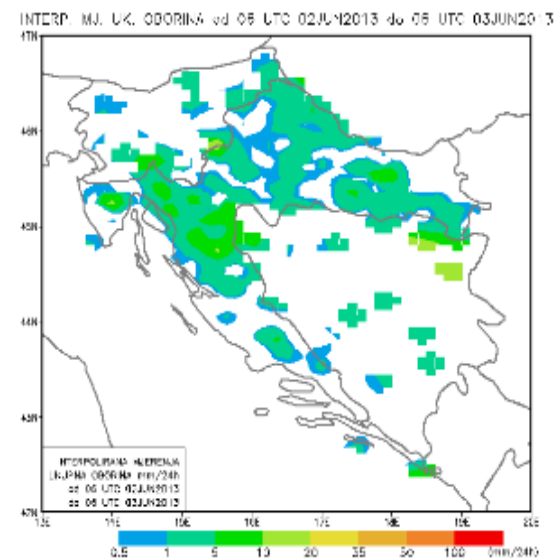 INTERP. MJ. UK. OBORINA od 06 UTC 02JUN2013 do 06 UTC 03JUN2013
47N
46N
45N
44N
43N
42N
INTERPOLIRANA MJERENJA
UKUPNA OBORINA mm/24h
od 06 UTC 02JUN2013
do 06 UTC 03JUN2013
13E 14E 15E 16E 17E 18E 19E 20E
0.5 1 5 10 20 35 50 100 (mm/24h)